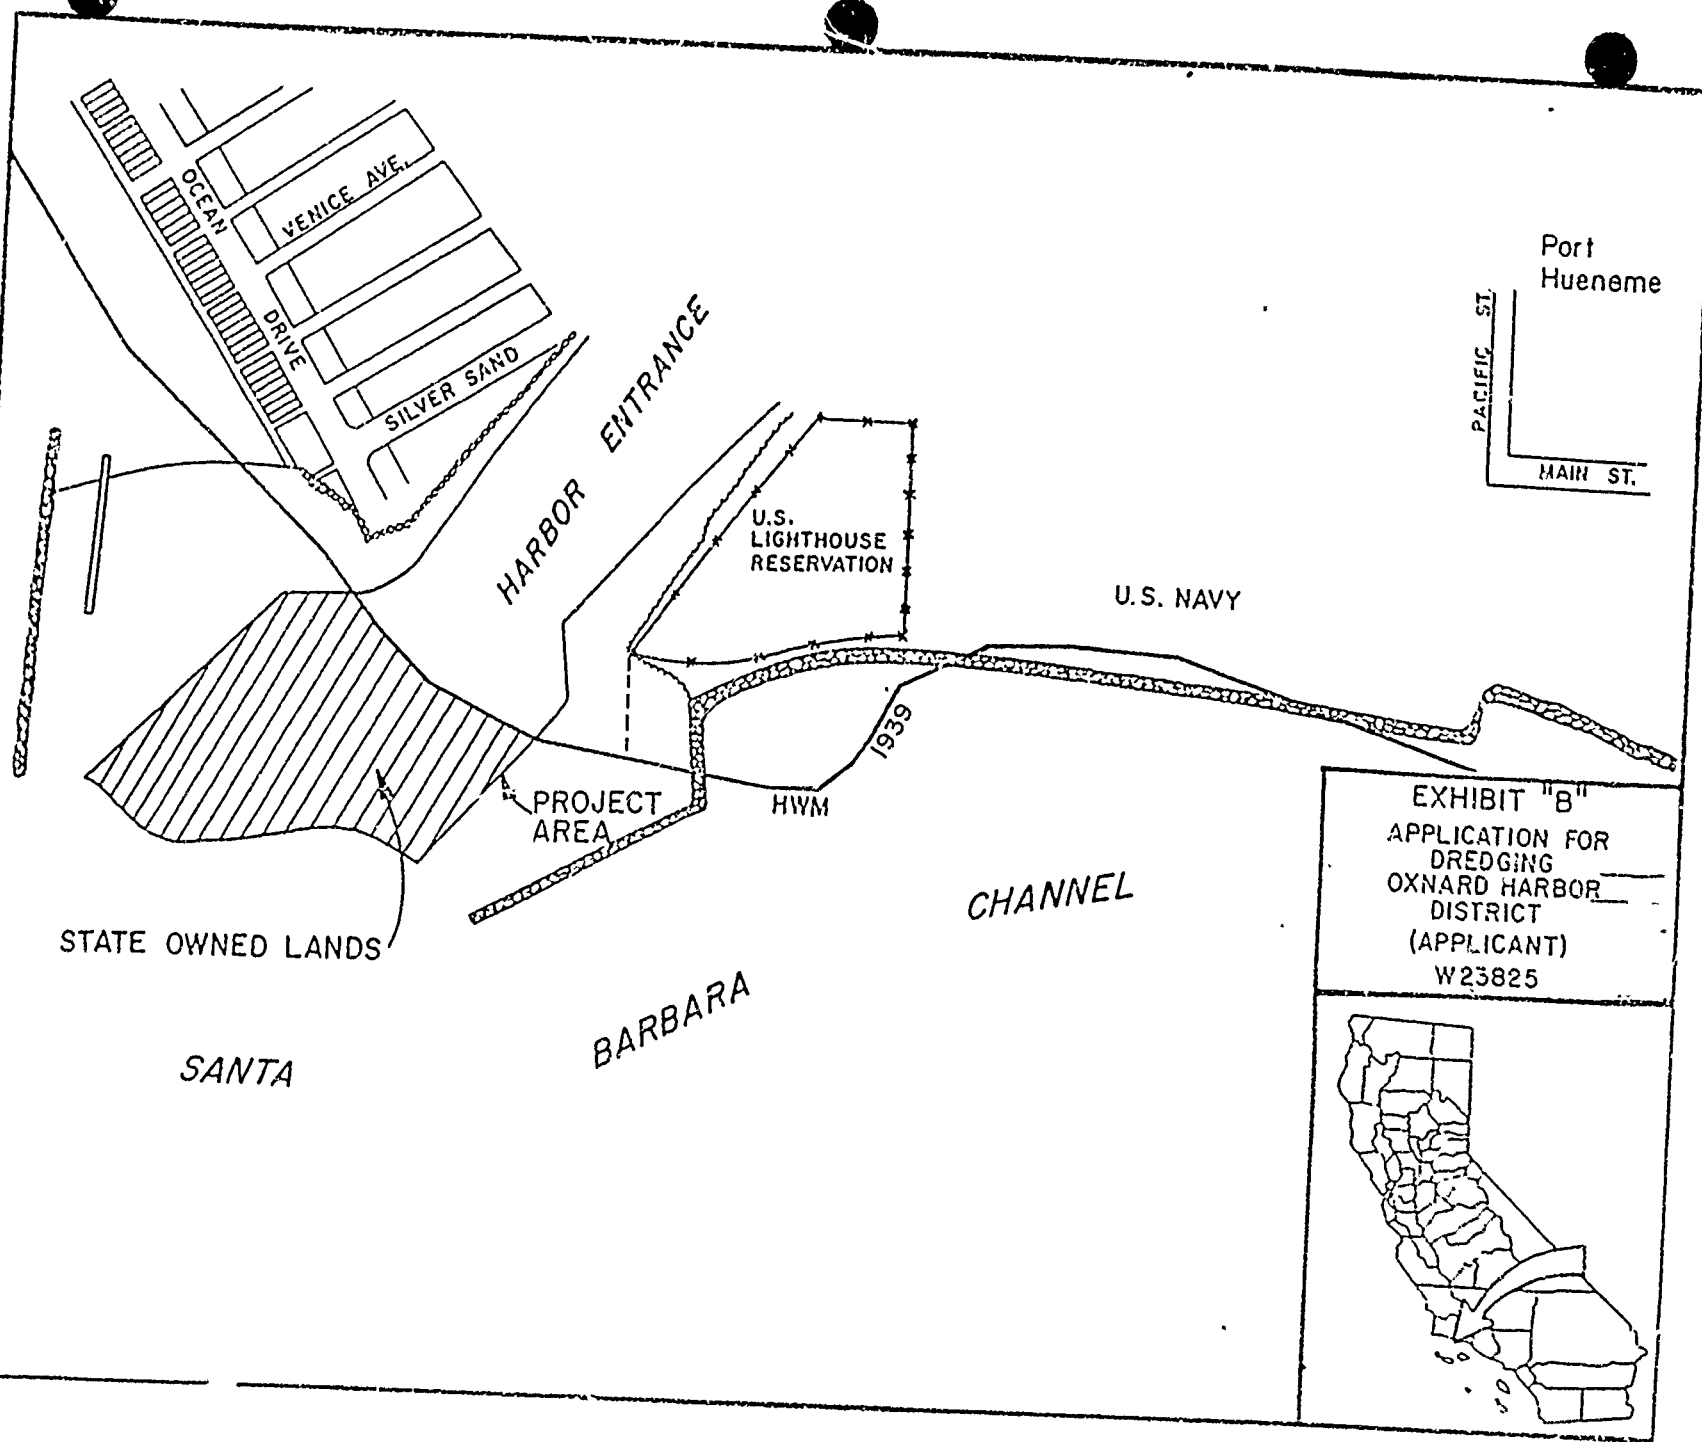 OCEAN
DRIVE
VENICE AVE.
SILVER SAND
HARBOR ENTRANCE
Port
Hueneme
PACIFIC ST.
MAIN ST.
U.S.
LIGHTHOUSE
RESERVATION
U.S. NAVY
1939
HWM
PROJECT
AREA
STATE OWNED LANDS
SANTA BARBARA CHANNEL
EXHIBIT "B"
APPLICATION FOR
DREDGING
OXNARD HARBOR
DISTRICT
(APPLICANT)
W23825